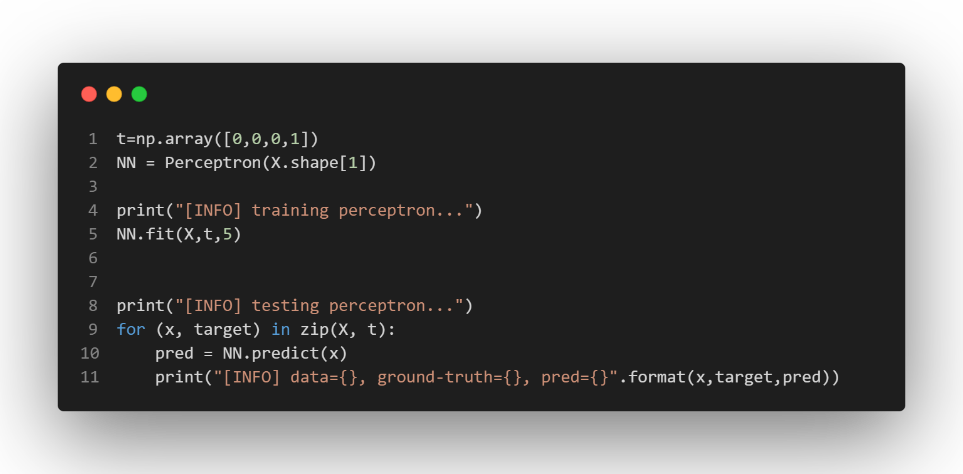 1 t=np.array([0,0,0,1])
2 NN = Perceptron(X.shape[1])
3
4 print("[INFO] training perceptron...")
5 NN.fit(X,t,5)
6
7
8 print("[INFO] testing perceptron...")
9 for (x, target) in zip(X, t):
10     pred = NN.predict(x)
11     print("[INFO] data={}, ground-truth={}, pred={}".format(x,target,pred))